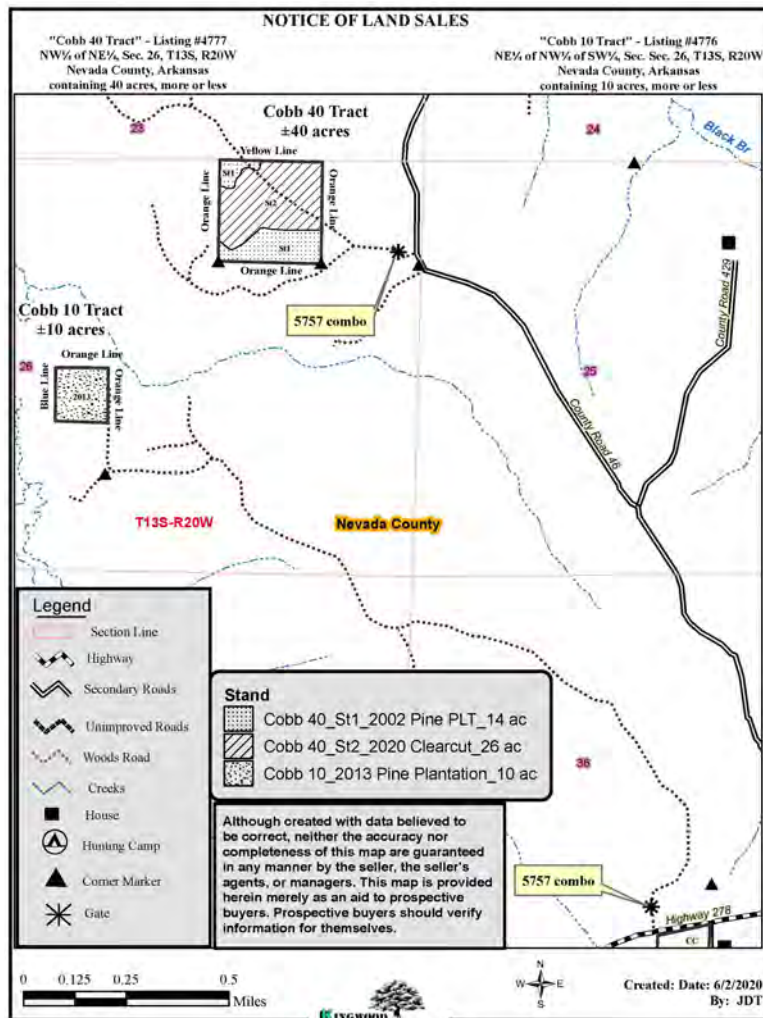 NOTICE OF LAND SALES
"Cobb 40 Tract" - Listing #4777
NW¼ of NE¼, Sec. 26, T13S, R20W
Nevada County, Arkansas
containing 40 acres, more or less
"Cobb 10 Tract" - Listing #4776
NE¼ of NW¼ of SW¼, Sec. Sec. 26, T13S, R20W
Nevada County, Arkansas
containing 10 acres, more or less
23
Cobb 40 Tract
±40 acres
24
Black Br
Yellow Line
Orange Line
St1
St2
Orange Line
St1
Orange Line
5757 combo
County Road 429
Cobb 10 Tract
±10 acres
26
Orange Line
Blue Line
2013
Orange Line
25
County Road 46
T13S-R20W
Nevada County
Legend
Section Line
Highway
Secondary Roads
Unimproved Roads
Woods Road
Creeks
House
Hunting Camp
Corner Marker
Gate
Stand
Cobb 40_St1_2002 Pine PLT_14 ac
Cobb 40_St2_2020 Clearcut_26 ac
Cobb 10_2013 Pine Plantation_10 ac
36
Although created with data believed to
be correct, neither the accuracy nor
completeness of this map are guaranteed
in any manner by the seller, the seller's
agents, or managers. This map is provided
herein merely as an aid to prospective
buyers. Prospective buyers should verify
information for themselves.
5757 combo
Highway 278
CC
0 0.125 0.25 0.5
Miles
N
W E
S
KINGWOOD
Created: Date: 6/2/2020
By: JDT